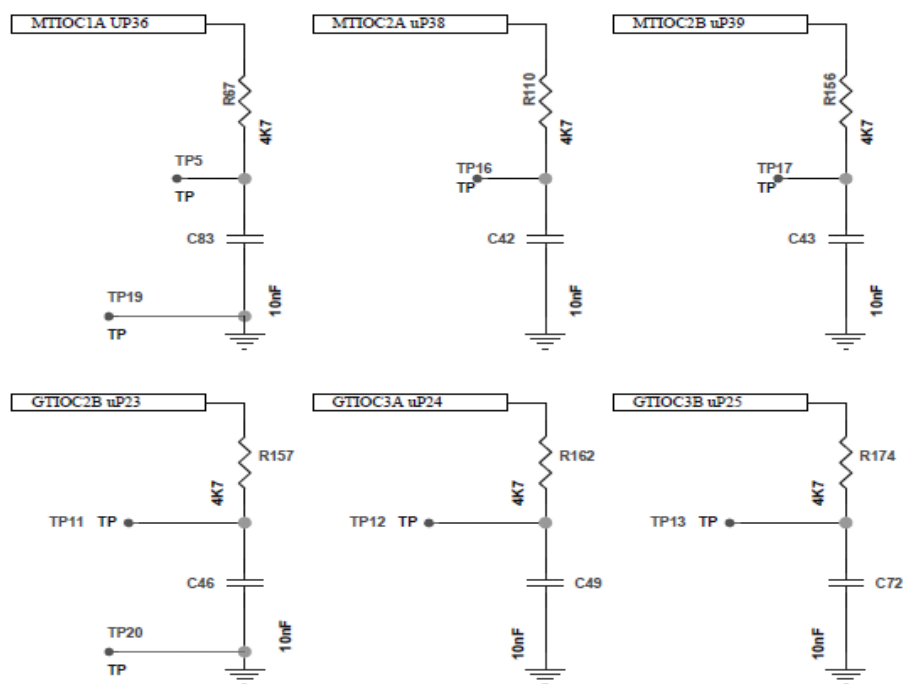 MTIOC1A UP36
MTIOC2A uP38
MTIOC2B uP39
R67
4K7
R110
4K7
R156
4K7
TP5
TP
TP16
TP
TP17
TP
C83
C42
C43
TP19
TP
10nF
10nF
10nF
GTIOC2B uP23
GTIOC3A uP24
GTIOC3B uP25
R157
4K7
R162
4K7
R174
4K7
TP11 TP
TP12 TP
TP13 TP
C46
C49
C72
TP20
TP
10nF
10nF
10nF